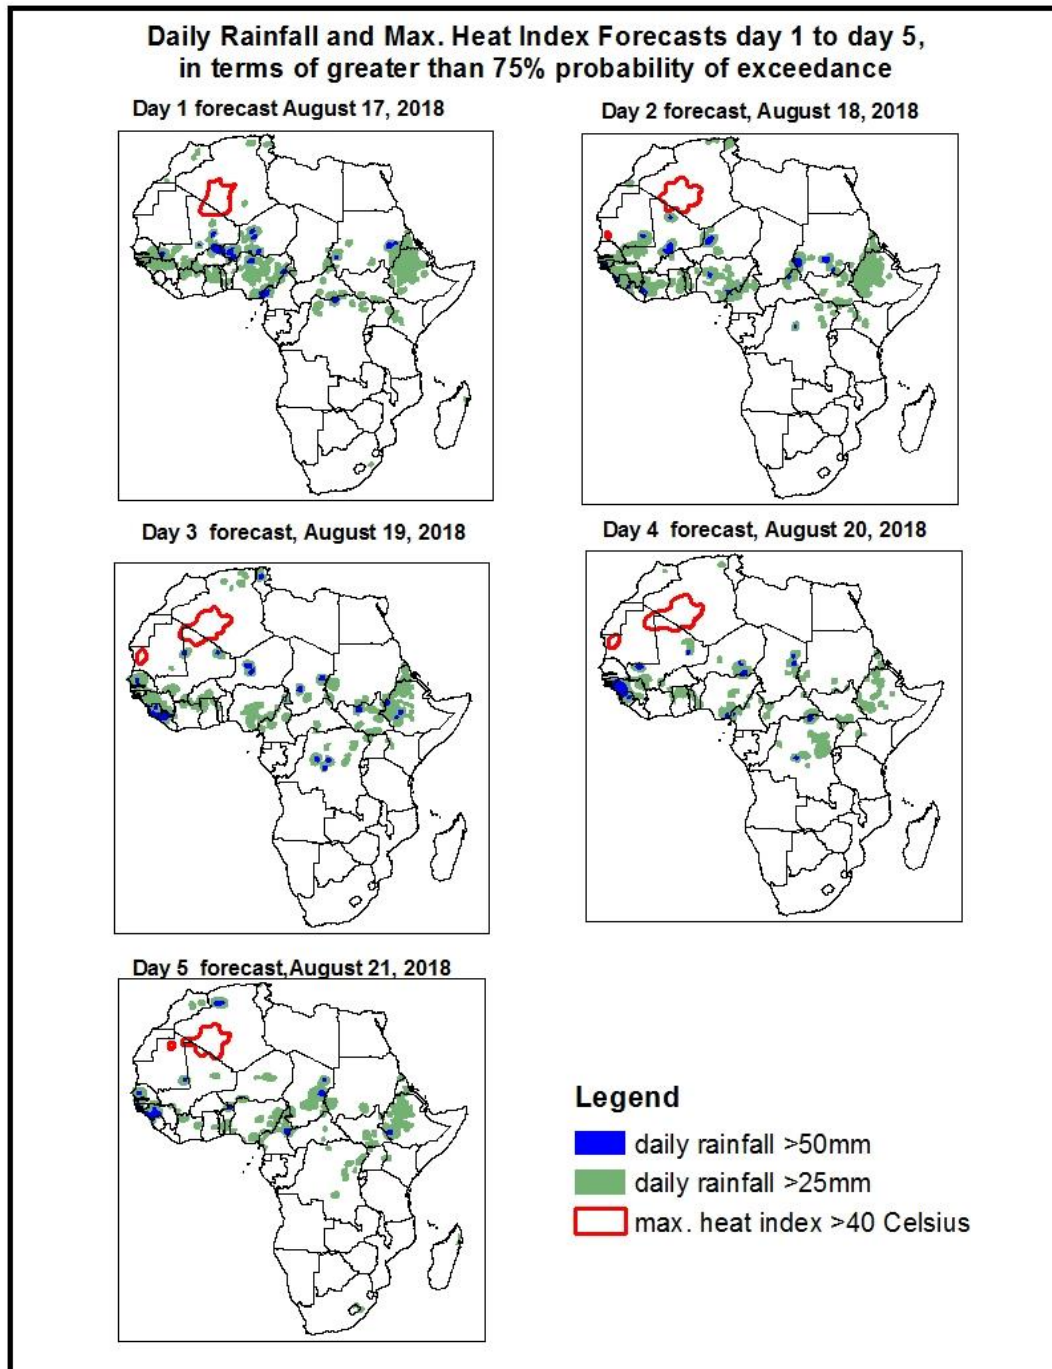 Daily Rainfall and Max. Heat Index Forecasts day 1 to day 5,
in terms of greater than 75% probability of exceedance
Day 1 forecast August 17, 2018
Day 2 forecast, August 18, 2018
Day 3 forecast, August 19, 2018
Day 4 forecast, August 20, 2018
Day 5 forecast,August 21, 2018
Legend
daily rainfall >50mm
daily rainfall >25mm
max. heat index >40 Celsius